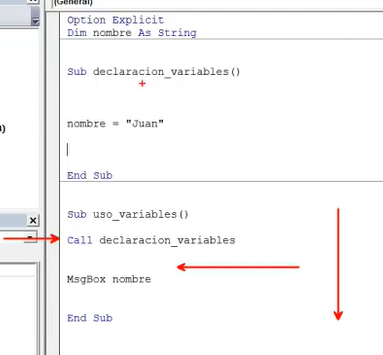 (General)
Option Explicit
Dim nombre As String
Sub declaracion_variables()
nombre = "Juan"
End Sub
Sub uso_variables()
Call declaracion_variables
MsgBox nombre
End Sub